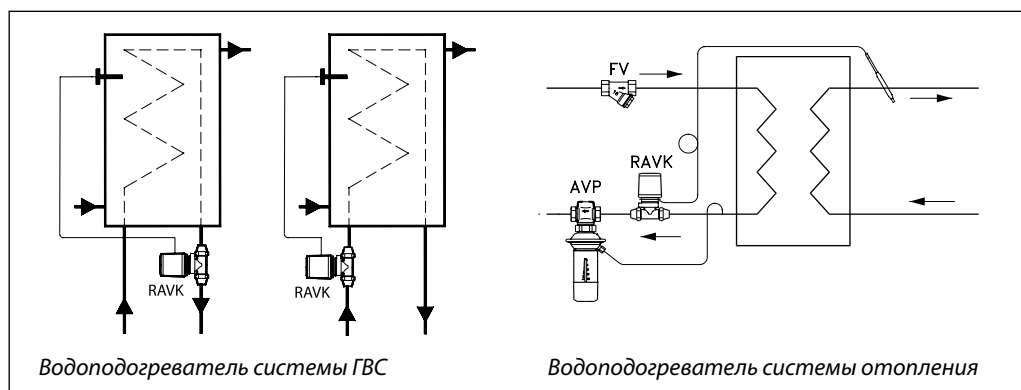 FV
RAVK
AVP
RAVK
RAVK
Водоподогреватель системы ГВС
Водоподогреватель системы отопления